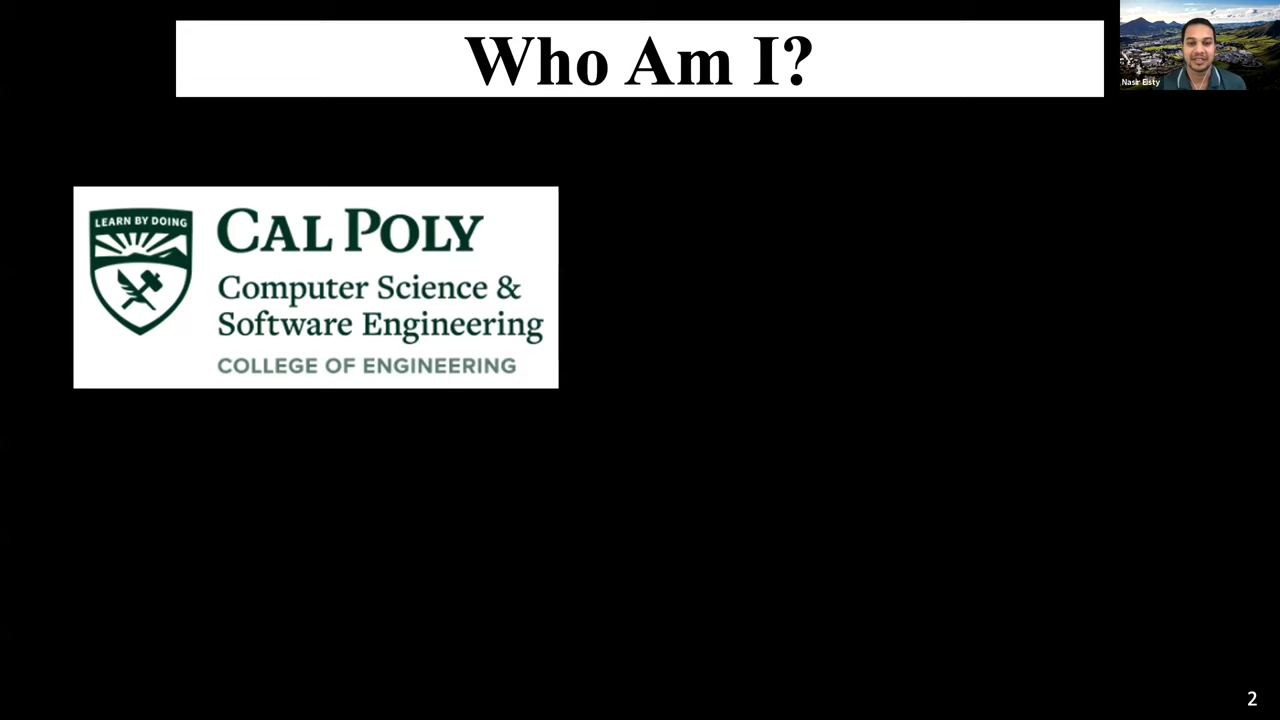 Who Am I?
Nasir Eisty
LEARN BY DOING
CAL POLY
Computer Science &
Software Engineering
COLLEGE OF ENGINEERING
2